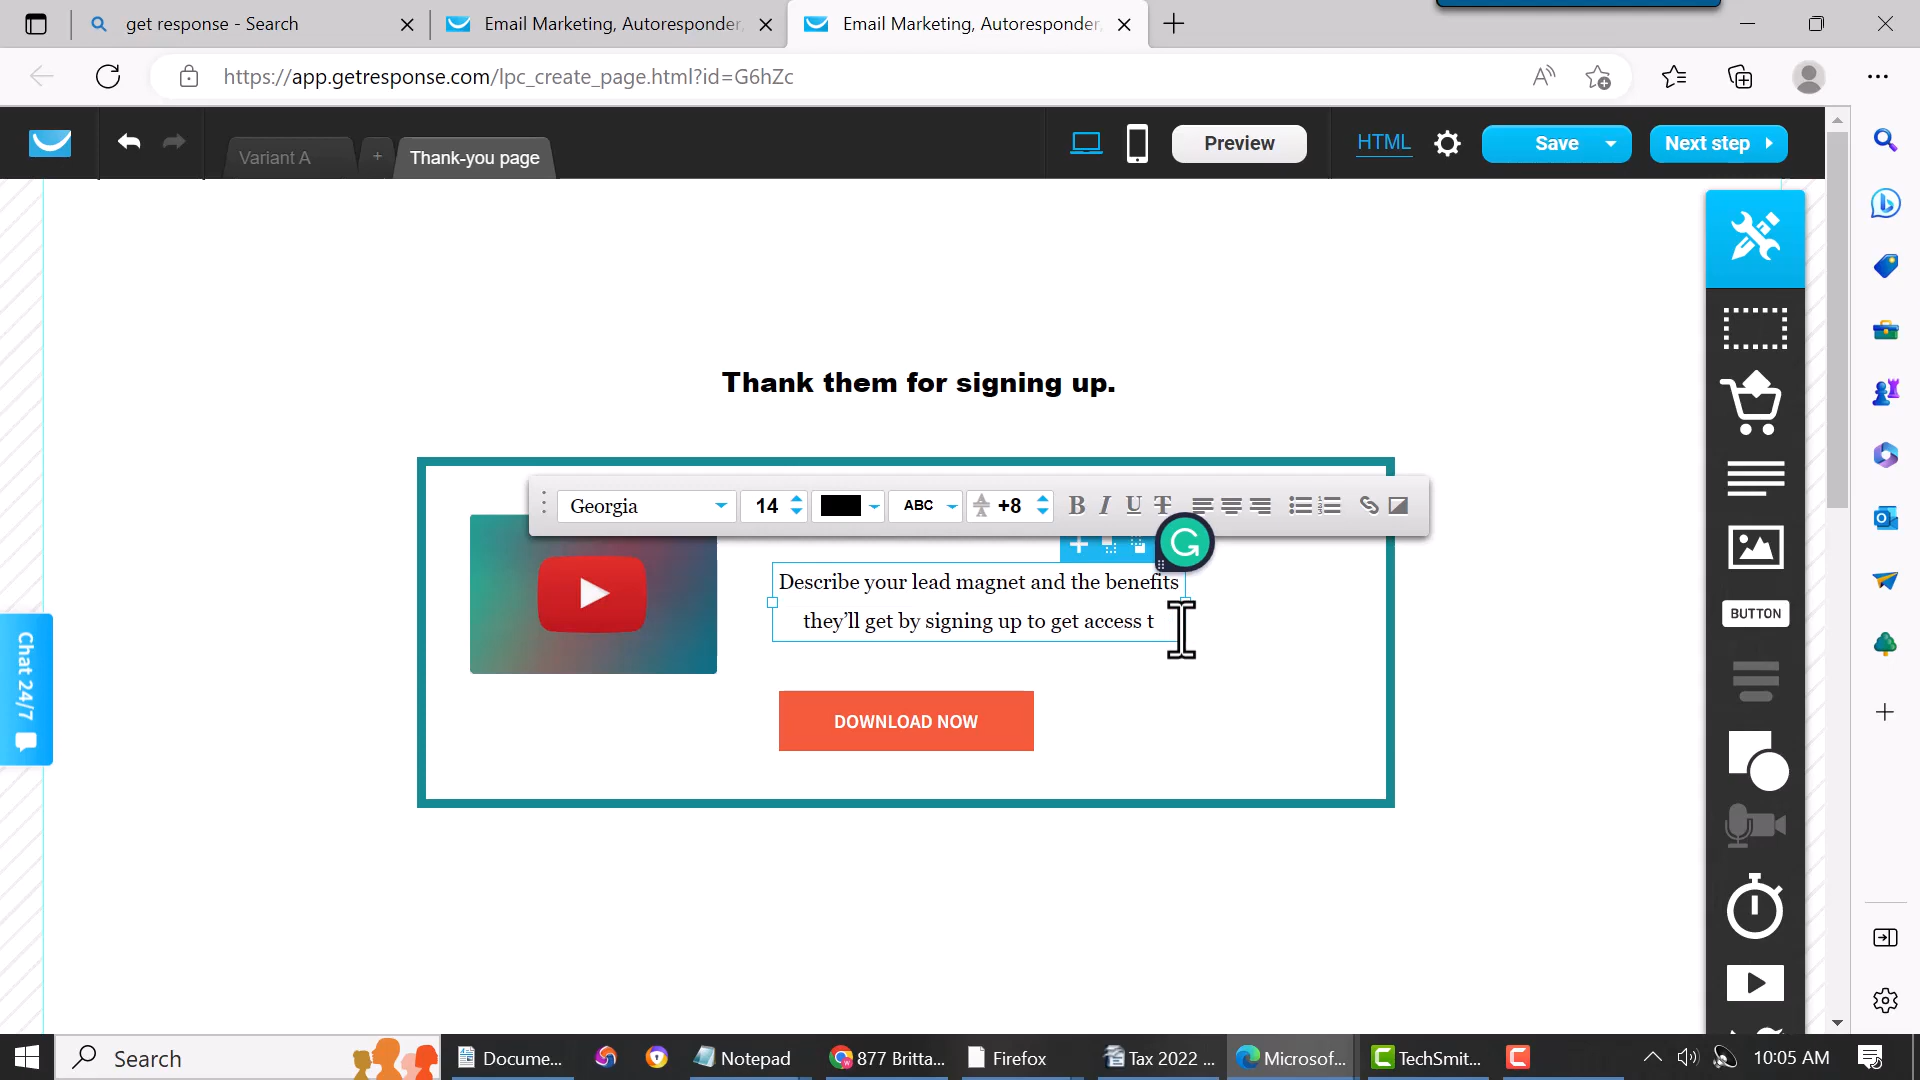 get response - Search
Email Marketing, Autoresponder,
Email Marketing, Autoresponder,
https://app.getresponse.com/lpc_create_page.html?id=G6hZc
Variant A
+
Thank-you page
Preview
HTML
Save
Next step
Thank them for signing up.
Georgia
14
ABC
+8
B I U T
Describe your lead magnet and the benefits
they’ll get by signing up to get access t
DOWNLOAD NOW
Chat 24/7
BUTTON
Search
Docume...
Notepad
877 Britta...
Firefox
Tax 2022 ...
Microsof...
TechSmit...
10:05 AM